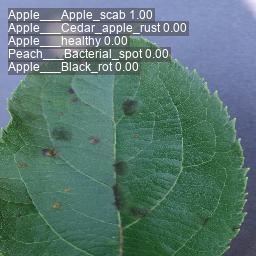 Apple___Apple_scab 1.00
Apple___Cedar_apple_rust 0.00
Apple___healthy 0.00
Peach___Bacterial_spot 0.00
Apple___Black_rot 0.00